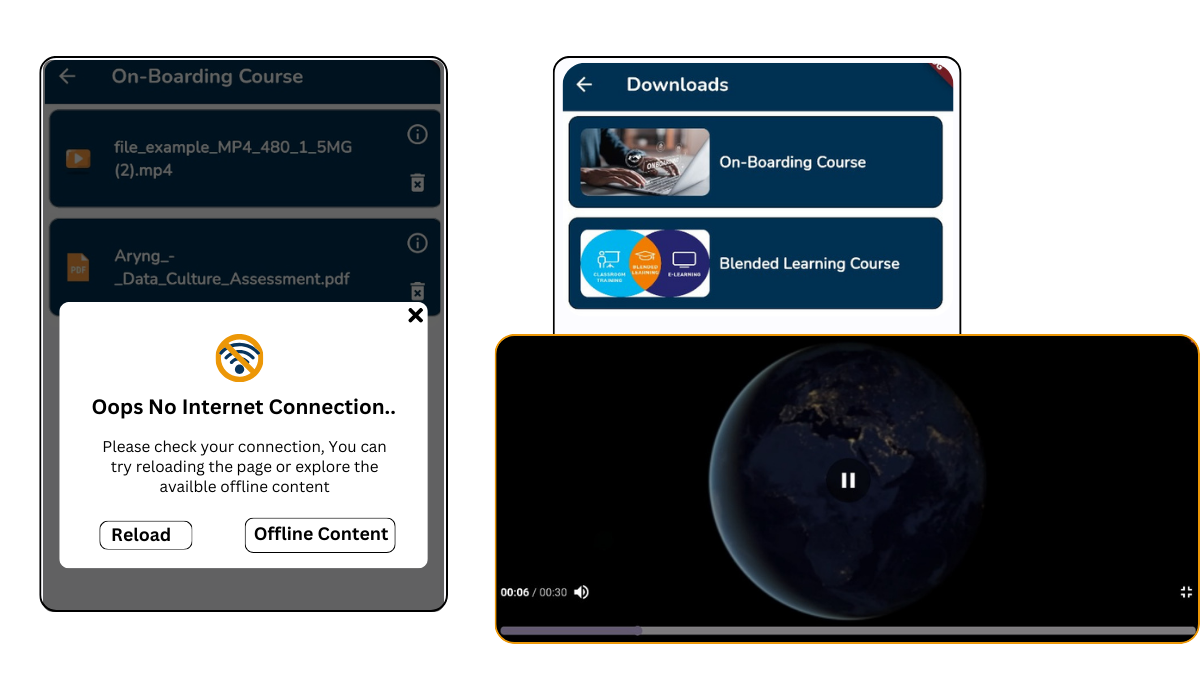 On-Boarding Course
file_example_MP4_480_1_5MG
(2).mp4
PDF
Aryng_-
_Data_Culture_Assessment.pdf
Oops No Internet Connection..
Please check your connection, You can
try reloading the page or explore the
availble offline content
Reload
Offline Content
Downloads
On-Boarding Course
CLASSROOM
TRAINING
BLENDED
LEARNING
E-LEARNING
Blended Learning Course
00:06 / 00:30